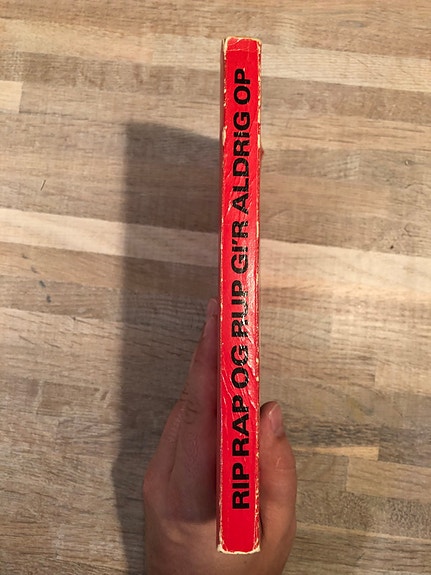 RIP RAP OG RUP GI'R ALDRIG OP